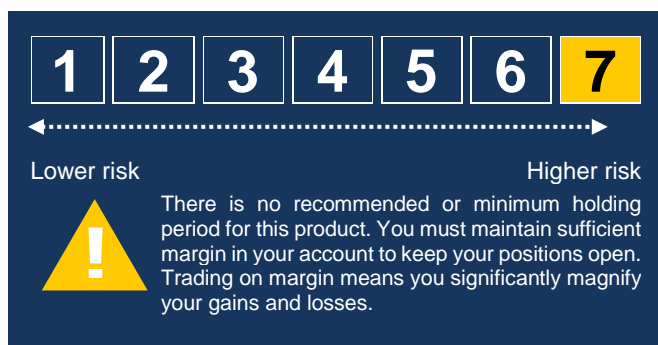 1 2 3 4 5 6 7
Lower risk Higher risk
!
There is no recommended or minimum holding
period for this product. You must maintain sufficient
margin in your account to keep your positions open.
Trading on margin means you significantly magnify
your gains and losses.